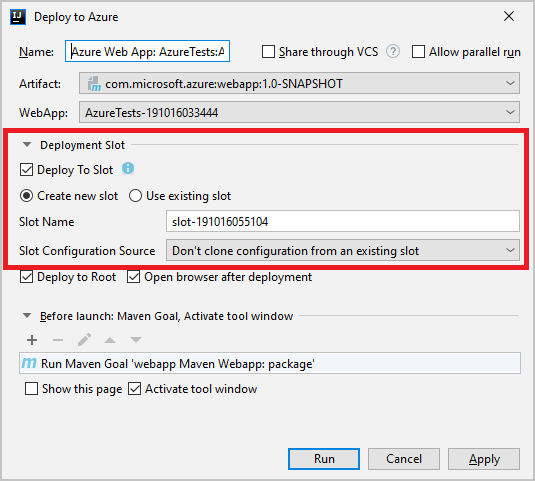 IJ Deploy to Azure
Name: Azure Web App: AzureTests:A Share through VCS ? Allow parallel run
Artifact: m com.microsoft.azure:webapp:1.0-SNAPSHOT
WebApp: AzureTests-191016033444
Deployment Slot
Deploy To Slot i
Create new slot Use existing slot
Slot Name slot-191016055104
Slot Configuration Source Don't clone configuration from an existing slot
Deploy to Root Open browser after deployment
Before launch: Maven Goal, Activate tool window
m Run Maven Goal 'webapp Maven Webapp: package'
Show this page Activate tool window
Run Cancel Apply